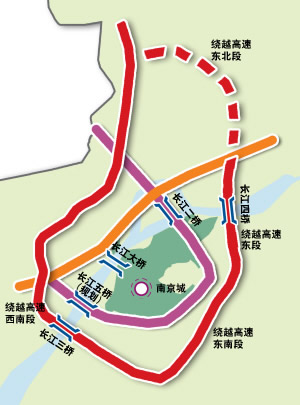 绕越高速
东北段
长江四桥
长江二桥
绕越高速
东段
长江大桥
长江五桥
(规划)
南京城
绕越高速
西南段
长江三桥
绕越高速
东南段